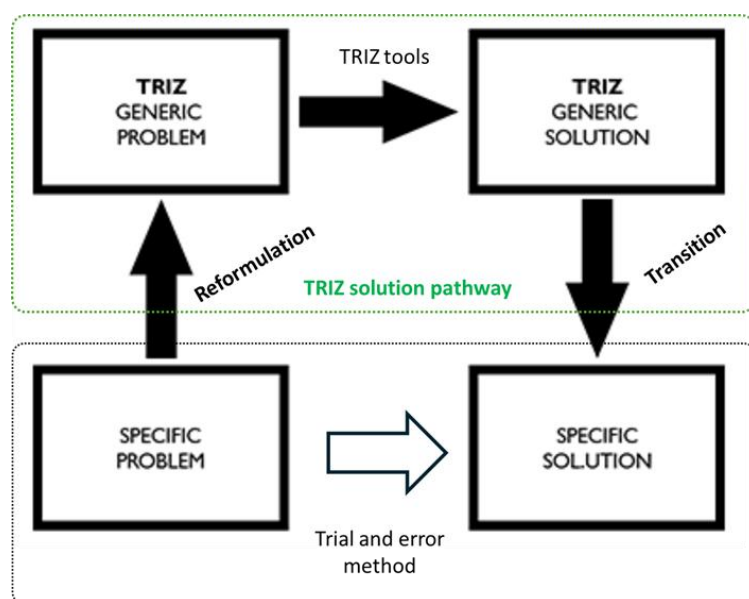 TRIZ
GENERIC
PROBLEM
TRIZ tools
TRIZ
GENERIC
SOLUTION
Reformulation
TRIZ solution pathway
Transition
SPECIFIC
PROBLEM
Trial and error
method
SPECIFIC
SOLUTION